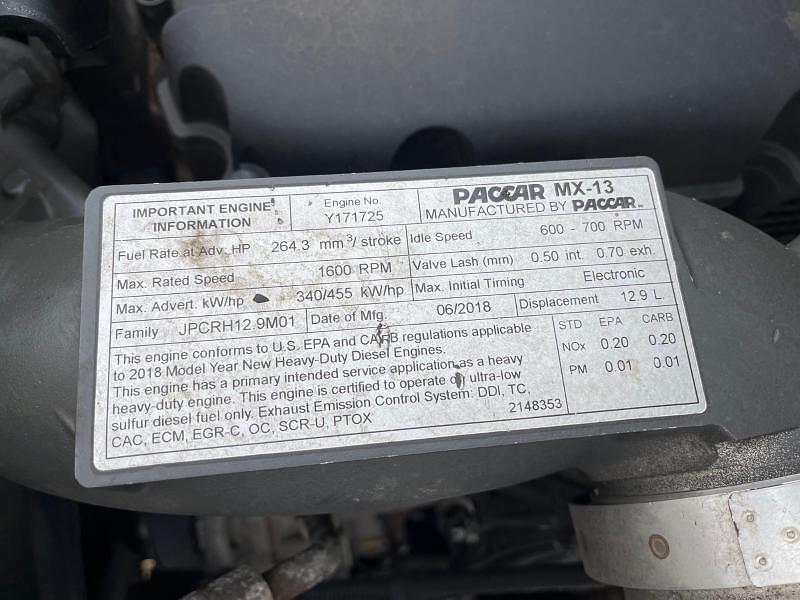 IMPORTANT ENGINE INFORMATION
Engine No. Y171725
PACCAR MX-13
MANUFACTURED BY PACCAR
Fuel Rate at Adv. HP 264.3 mm³/stroke
Idle Speed 600 - 700 RPM
Max. Rated Speed 1600 RPM
Valve Lash (mm) 0.50 int. 0.70 exh.
Max. Advert. kW/hp 340/455 kW/hp
Max. Initial Timing Electronic
Family JPCRH12.9M01
Date of Mfg. 06/2018
Displacement 12.9 L
This engine conforms to U.S. EPA and CARB regulations applicable
to 2018 Model Year New Heavy-Duty Diesel Engines.
This engine has a primary intended service application as a heavy
heavy-duty engine. This engine is certified to operate on ultra-low
sulfur diesel fuel only. Exhaust Emission Control System: DDI, TC,
CAC, ECM, EGR-C, OC, SCR-U, PTOX
2148353
STD EPA CARB
NOx 0.20 0.20
PM 0.01 0.01